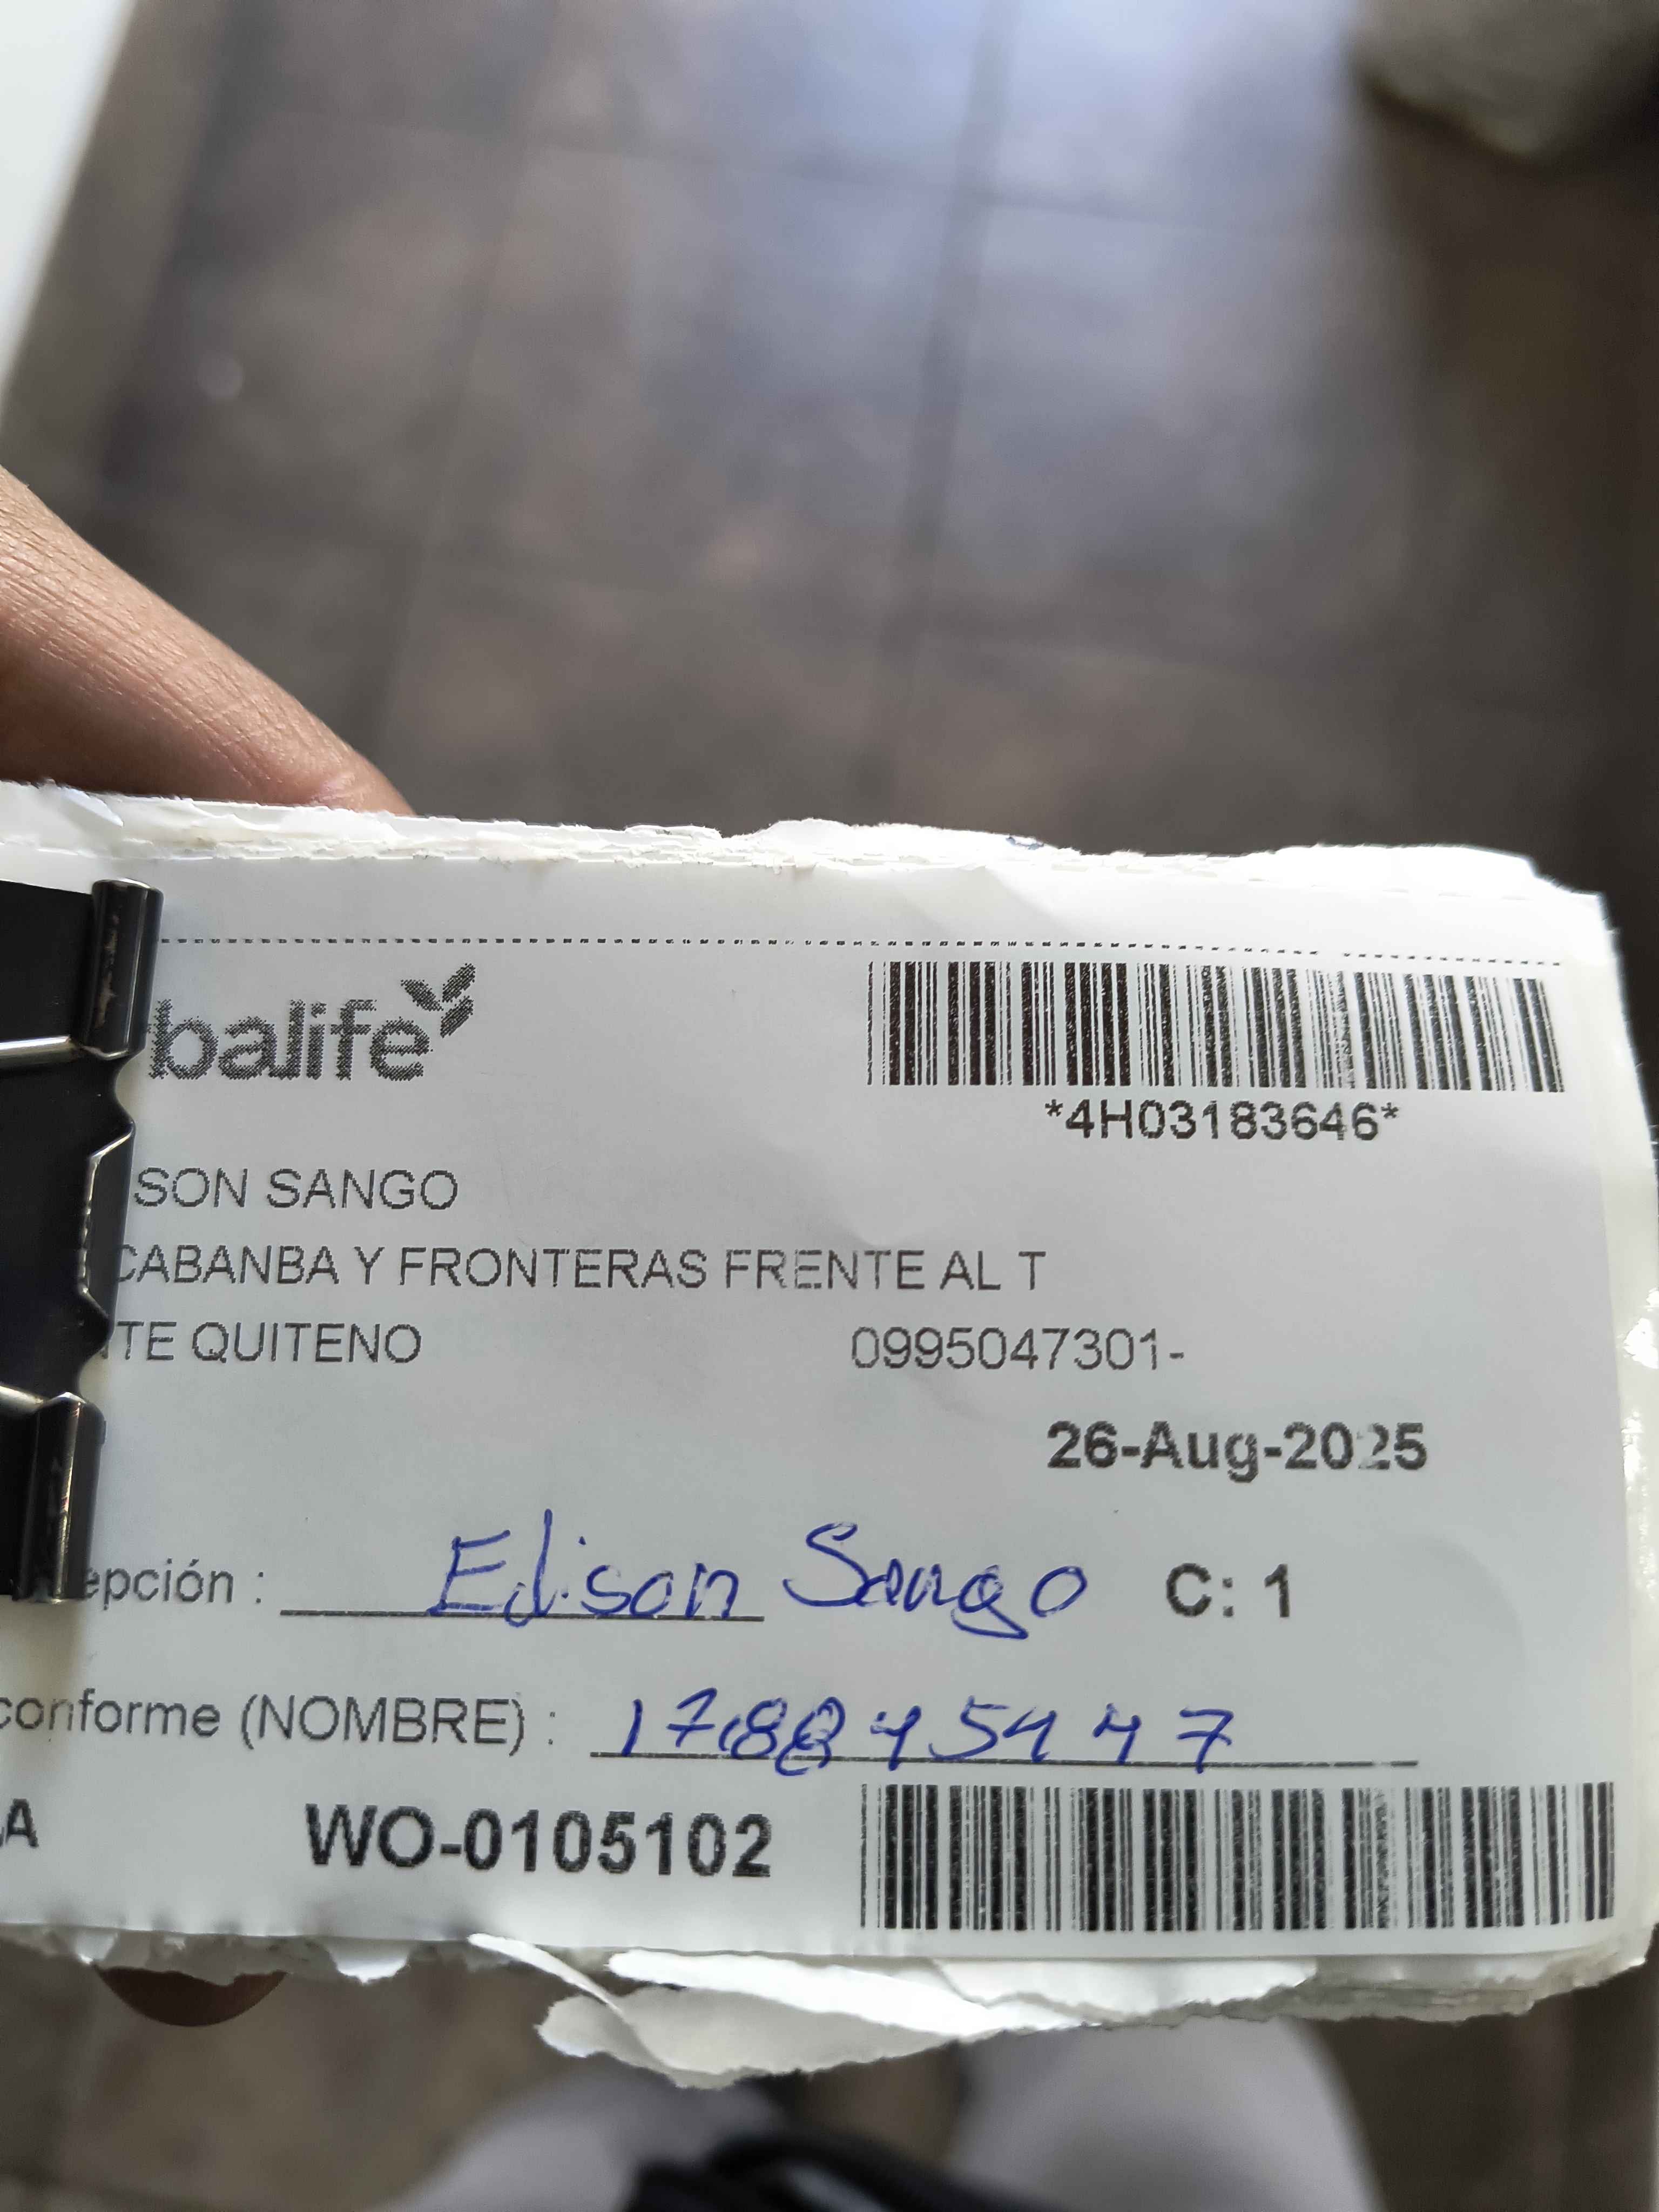 balife
*4H03183646*
SON SANGO
CABANBA Y FRONTERAS FRENTE AL T
TE QUITENO 0995047301-
26-Aug-2025
epción : Edison Sango C: 1
conforme (NOMBRE) :
A WO-0105102